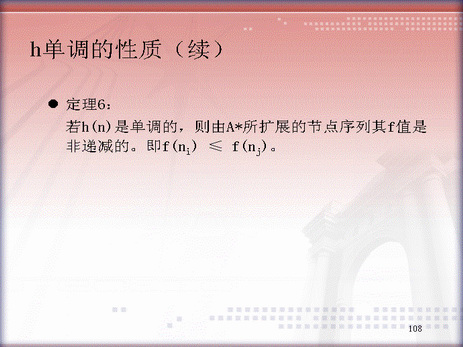 h单调的性质（续）
● 定理6：
若h(n)是单调的，则由A*所扩展的节点序列其f值是
非递减的。即f(ni) ≤ f(nj)。
108